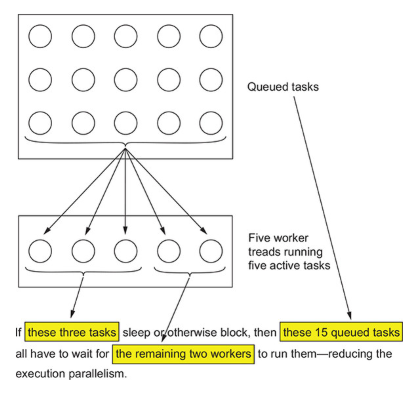 Queued tasks
Five worker
treads running
five active tasks
If these three tasks sleep or otherwise block, then these 15 queued tasks
all have to wait for the remaining two workers to run them—reducing the
execution parallelism.